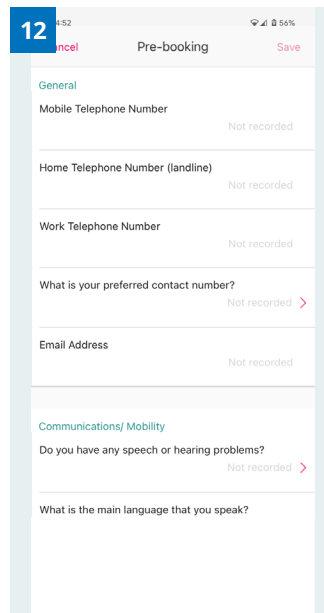 12
4:52
56%
Cancel Pre-booking Save
General
Mobile Telephone Number
Not recorded
Home Telephone Number (landline)
Not recorded
Work Telephone Number
Not recorded
What is your preferred contact number?
Not recorded
Email Address
Not recorded
Communications/ Mobility
Do you have any speech or hearing problems?
Not recorded
What is the main language that you speak?